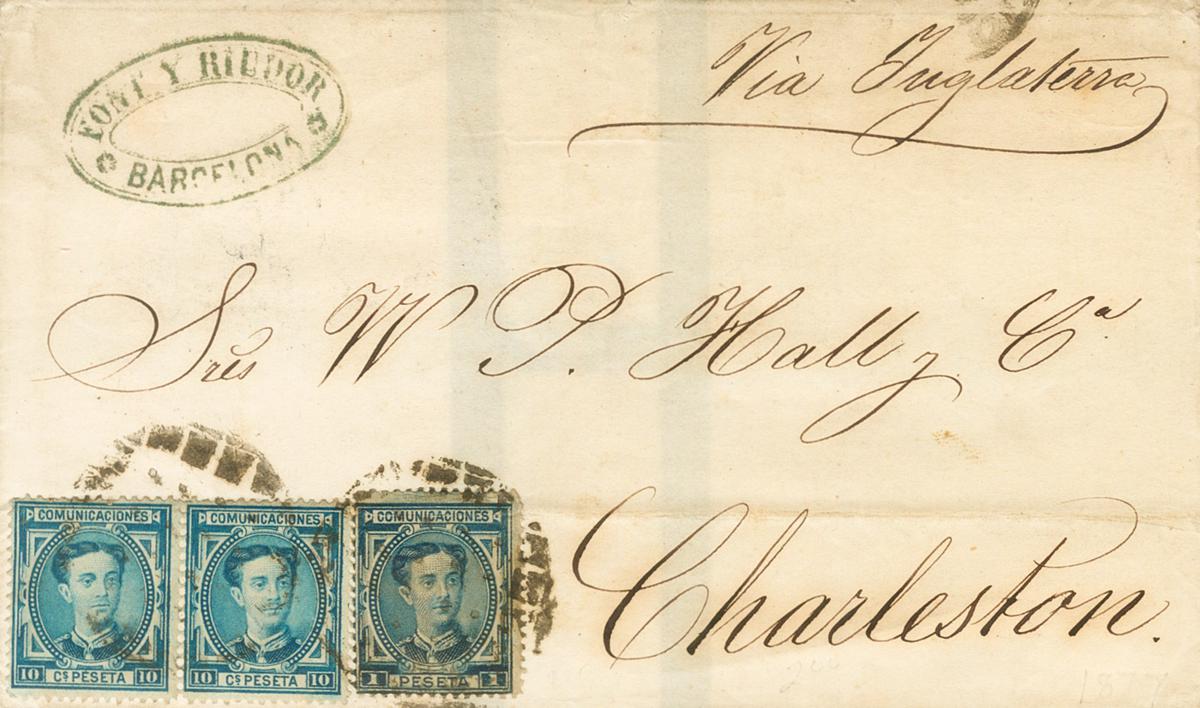 FONT Y RIUDOR
BARCELONA
Via Inglaterra
Sres W P. Hall y Cª
Charleston.
COMUNICACIONES
10 Cs PESETA 10
COMUNICACIONES
10 Cs PESETA 10
COMUNICACIONES
1 PESETA 1